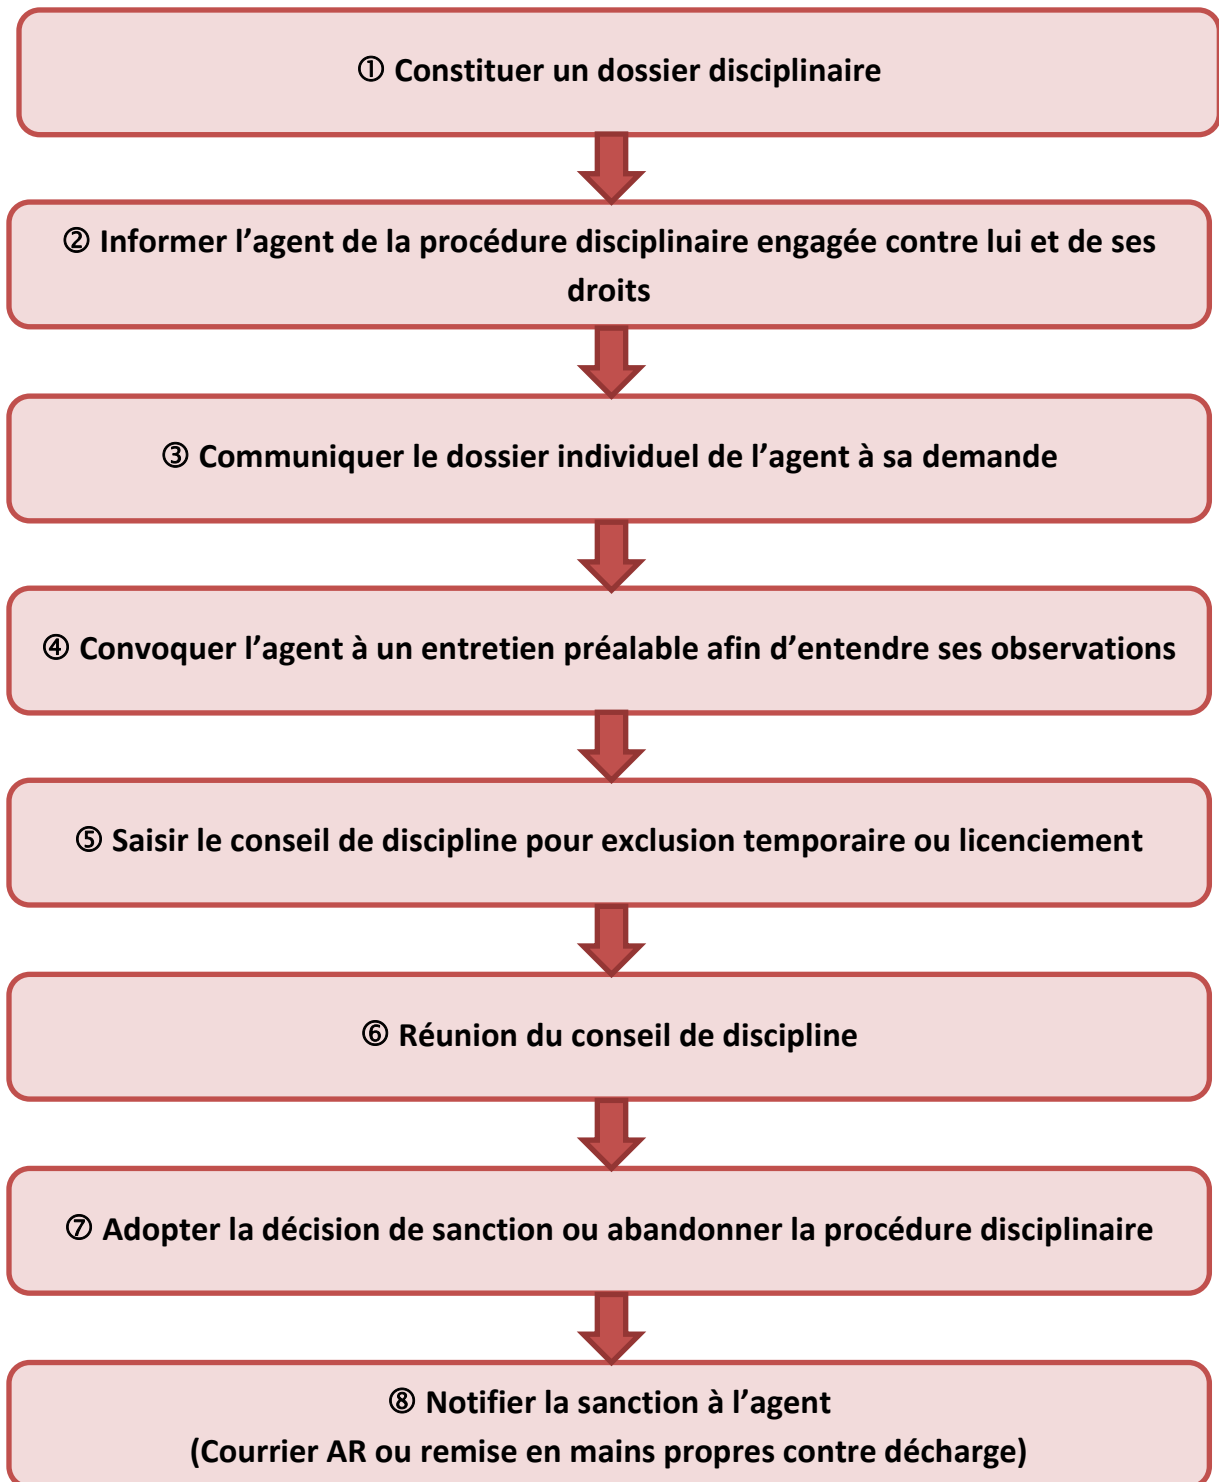 ① Constituer un dossier disciplinaire
② Informer l’agent de la procédure disciplinaire engagée contre lui et de ses
droits
③ Communiquer le dossier individuel de l’agent à sa demande
④ Convoquer l’agent à un entretien préalable afin d’entendre ses observations
⑤ Saisir le conseil de discipline pour exclusion temporaire ou licenciement
⑥ Réunion du conseil de discipline
⑦ Adopter la décision de sanction ou abandonner la procédure disciplinaire
⑧ Notifier la sanction à l’agent
(Courrier AR ou remise en mains propres contre décharge)